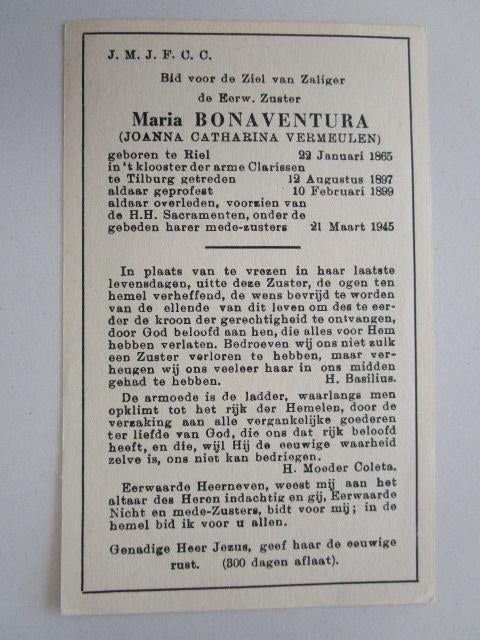 J. M. J. F. C. C.
Bid voor de Ziel van Zaliger
de Eerw. Zuster
Maria BONAVENTURA
(JOANNA CATHARINA VERMEULEN)
geboren te Riel 22 Januari 1865
in 't klooster der arme Clarissen
te Tilburg getreden 12 Augustus 1897
aldaar geprofest 10 Februari 1899
aldaar overleden, voorzien van
de H.H. Sacramenten, onder de
gebeden harer mede-zusters 21 Maart 1945
In plaats van te vrezen in haar laatste
levensdagen, uitte deze Zuster, de ogen ten
hemel verheffend, de wens bevrijd te worden
van de ellende van dit leven om des te eer-
der de kroon der gerechtigheid te ontvangen,
door God beloofd aan hen, die alles voor Hem
hebben verlaten. Bedroeven wij ons niet zulk
een Zuster verloren te hebben, maar ver-
heugen wij ons veeleer haar in ons midden
gehad te hebben. H. Basilius.
De armoede is de ladder, waarlangs men
opklimt tot het rijk der Hemelen, door de
verzaking aan alle vergankelijke goederen
ter liefde van God, die ons dat rijk beloofd
heeft, en die, wijl Hij de eeuwige waarheid
zelve is, ons niet kan bedriegen.
H. Moeder Coleta.
Eerwaarde Heerneven, weest mij aan het
altaar des Heren indachtig en gij, Eerwaarde
Nicht en mede-Zusters, bidt voor mij; in de
hemel bid ik voor u allen.
Genadige Heer Jezus, geef haar de eeuwige
rust. (300 dagen aflaat).